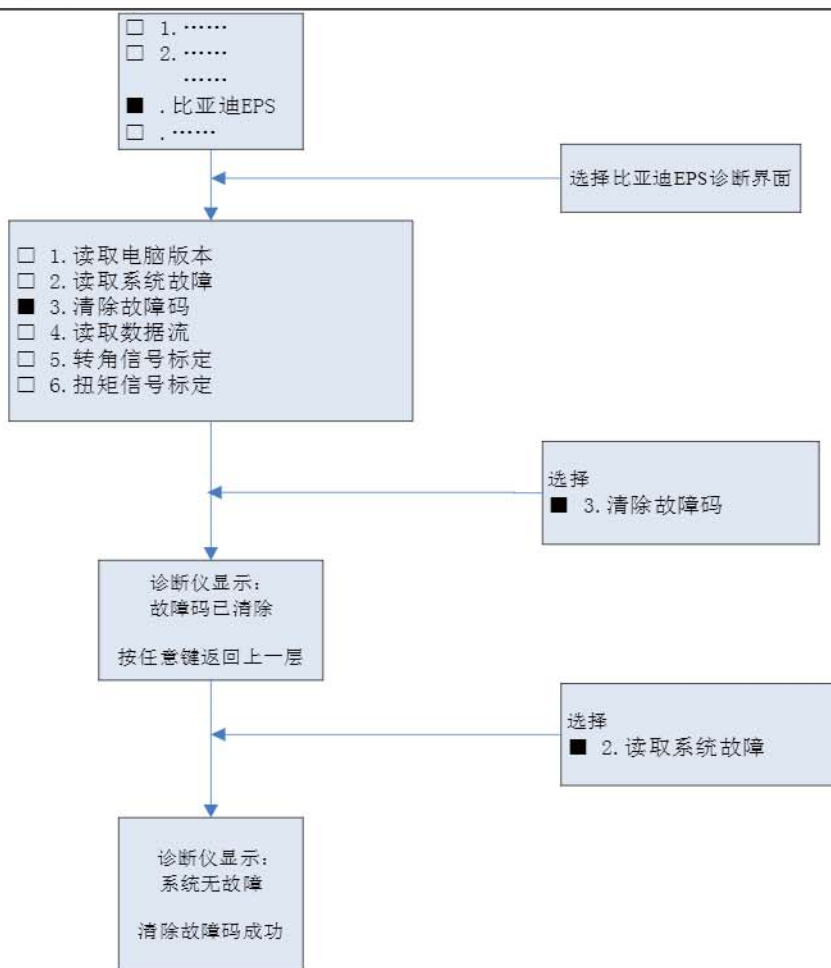 □ 1.……
□ 2.……
……
■ .比亚迪EPS
□ .……
选择比亚迪EPS诊断界面
□ 1.读取电脑版本
□ 2.读取系统故障
■ 3.清除故障码
□ 4.读取数据流
□ 5.转角信号标定
□ 6.扭矩信号标定
选择
■ 3.清除故障码
诊断仪显示:
故障码已清除
按任意键返回上一层
选择
■ 2.读取系统故障
诊断仪显示:
系统无故障
清除故障码成功